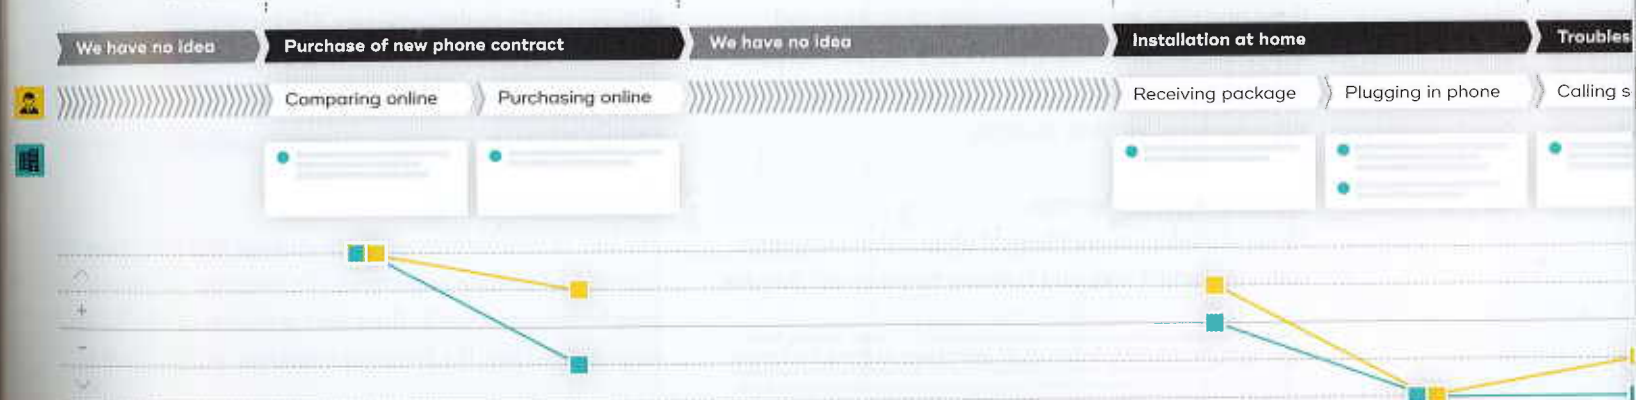 We have no idea
Purchase of new phone contract
We have no idea
Installation at home
Troubles
Comparing online
Purchasing online
Receiving package
Plugging in phone
Calling s
+
-